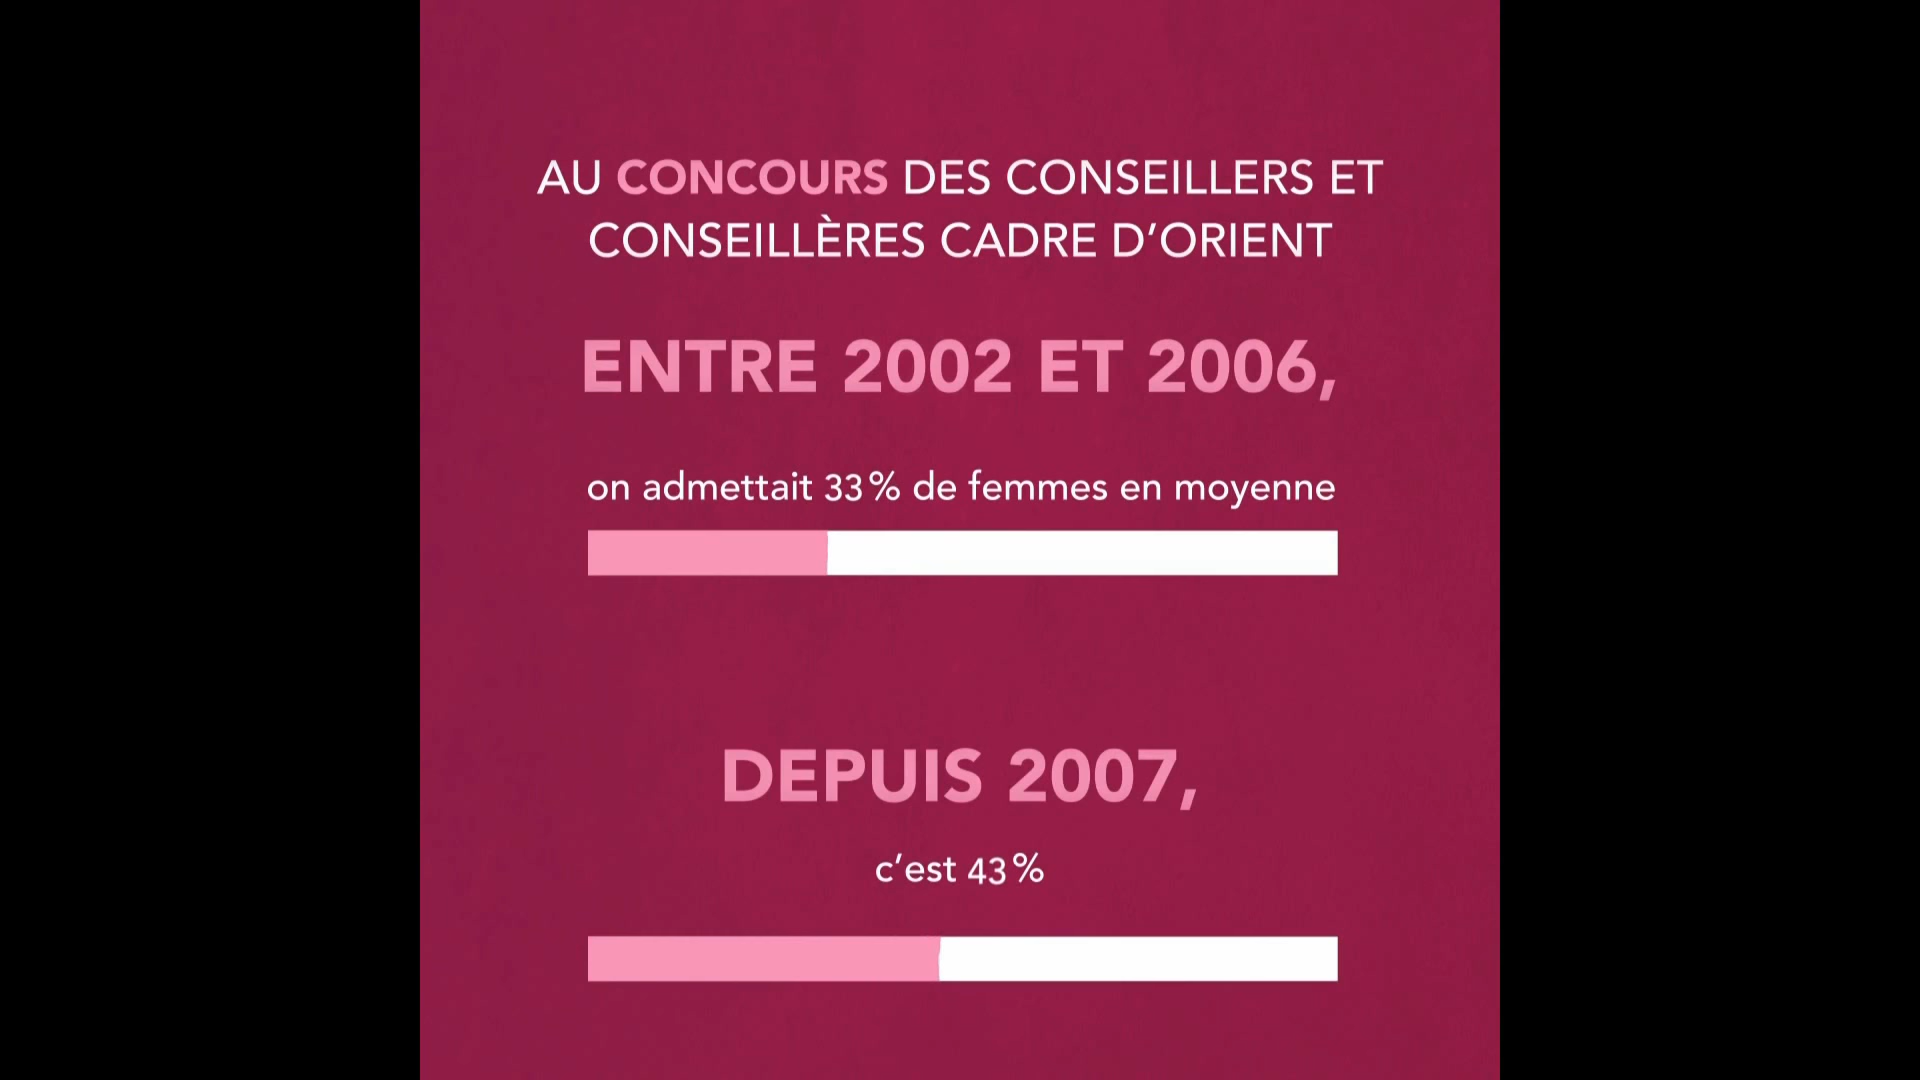 AU CONCOURS DES CONSEILLERS ET
CONSEILLÈRES CADRE D’ORIENT
ENTRE 2002 ET 2006,
on admettait 33% de femmes en moyenne
DEPUIS 2007,
c’est 43%